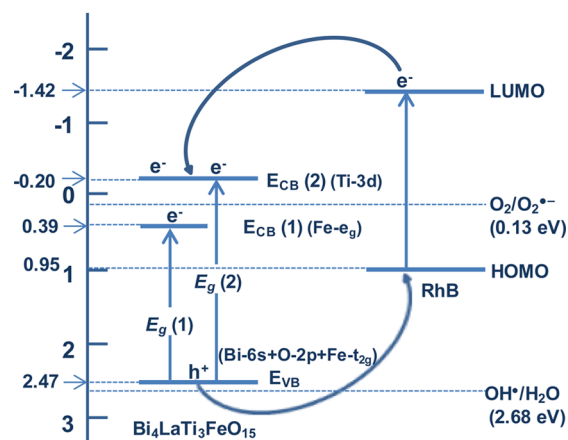 -2
-1.42
e⁻
LUMO
-1
-0.20
e⁻ e⁻
E_CB (2) (Ti-3d)
0
O₂/O₂•−
(0.13 eV)
0.39
e⁻
E_CB (1) (Fe-e_g)
0.95
1
E_g (2)
HOMO
RhB
E_g (1)
2
(Bi-6s+O-2p+Fe-t₂g)
2.47
h⁺
E_VB
OH•/H₂O
(2.68 eV)
3
Bi₄LaTi₃FeO₁₅